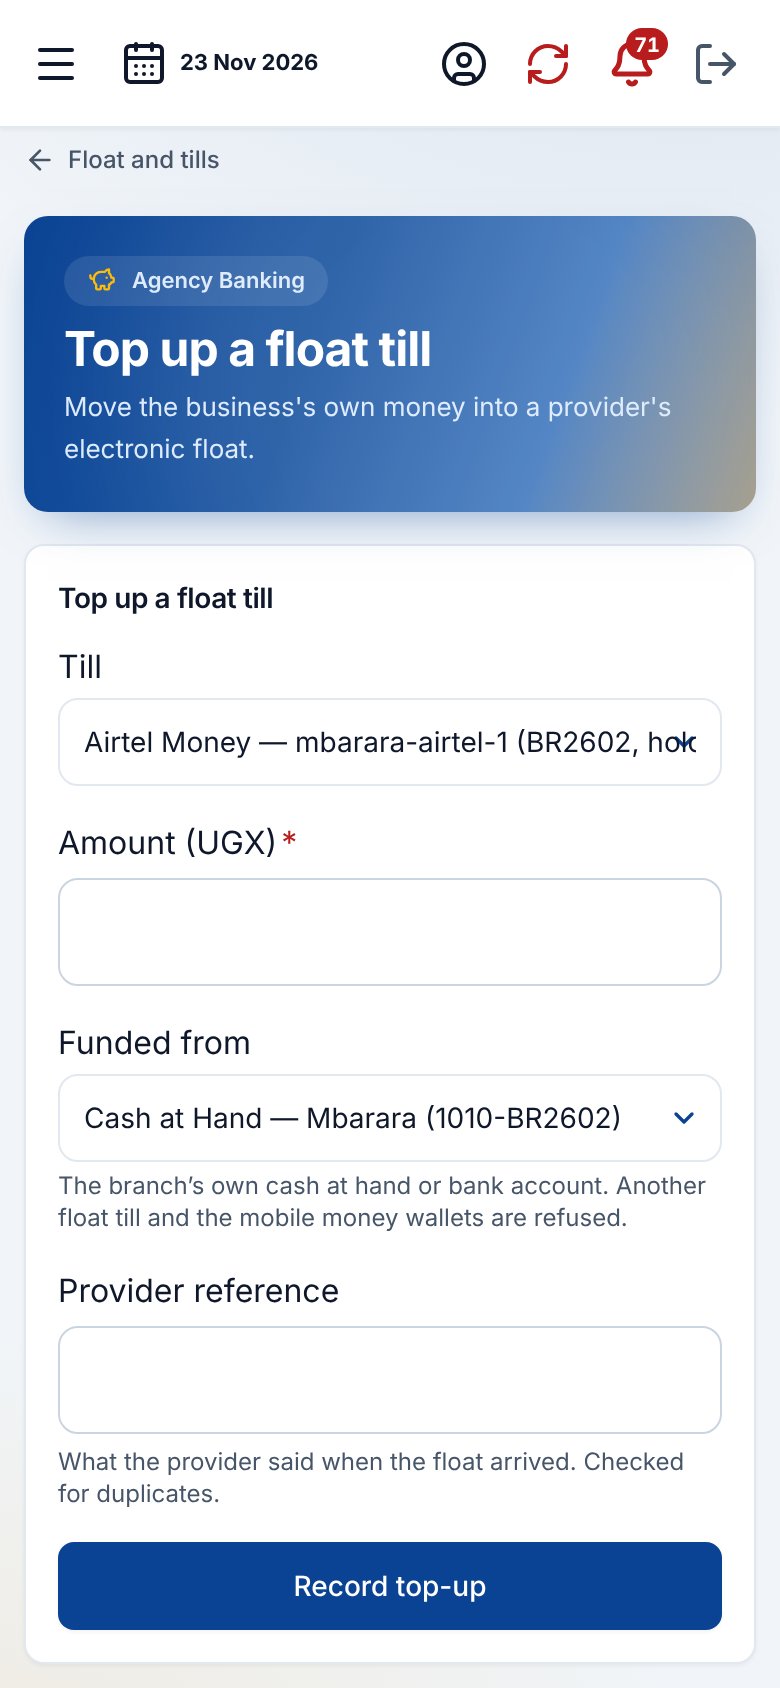 23 Nov 2026
71
Float and tills
Agency Banking
Top up a float till
Move the business's own money into a provider's
electronic float.
Top up a float till
Till
Airtel Money — mbarara-airtel-1 (BR2602,
Amount (UGX) *
Funded from
Cash at Hand — Mbarara (1010-BR2602)
The branch’s own cash at hand or bank account. Another
float till and the mobile money wallets are refused.
Provider reference
What the provider said when the float arrived. Checked
for duplicates.
Record top-up